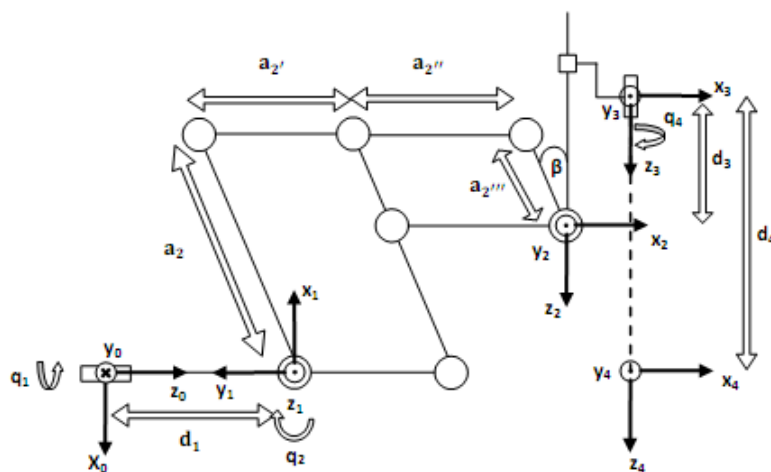 a₂′ a₂″
x₃
y₃ q₄
d₃
z₃
β
a₂‴
a₂
y₂ x₂
d₄
z₂
x₁
y₀
q₁
z₀ y₁ z₁
y₄ x₄
d₁
q₂
X₀
z₄